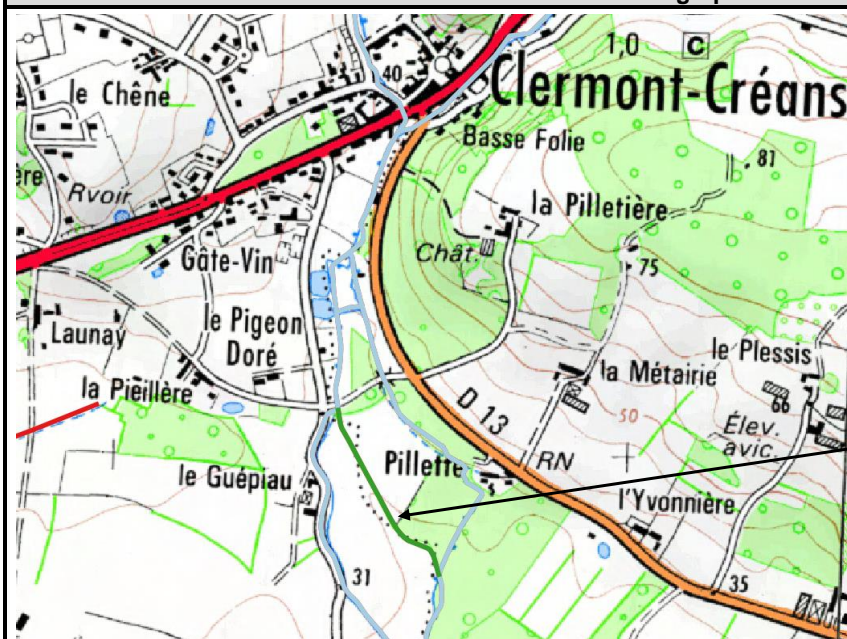 1,0 C
le Chêne
40
Clermont-Créans
Basse Folie
81
ère
Rvoir
la Pilletière
Gâte-Vin
Chât.
75
Launay
le Pigeon
Doré
le Plessis
la Métairie
la Pieillère
D 13
50
66
Élev.
avic.
le Guépiau
Pillette
RN
l'Yvonnière
31
35